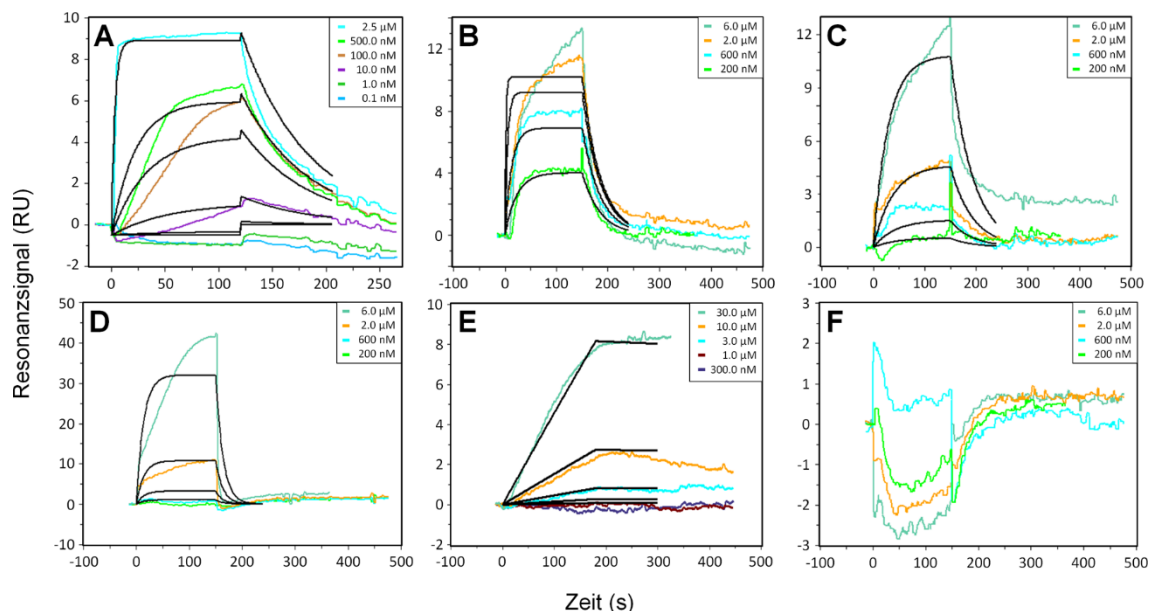 A
2.5 µM
500.0 nM
100.0 nM
10.0 nM
1.0 nM
0.1 nM
10
8
6
4
2
0
-2
0
50
100
150
200
250
B
6.0 µM
2.0 µM
600 nM
200 nM
12
8
4
0
-100
0
100
200
300
400
500
C
6.0 µM
2.0 µM
600 nM
200 nM
12
9
6
3
0
-100
0
100
200
300
400
500
Resonanzsignal (RU)
D
6.0 µM
2.0 µM
600 nM
200 nM
50
40
30
20
10
0
-10
-100
0
100
200
300
400
500
E
30.0 µM
10.0 µM
3.0 µM
1.0 µM
300.0 nM
10
8
6
4
2
0
-2
-100
0
100
200
300
400
500
F
6.0 µM
2.0 µM
600 nM
200 nM
3
2
1
0
-1
-2
-3
-100
0
100
200
300
400
500
Zeit (s)